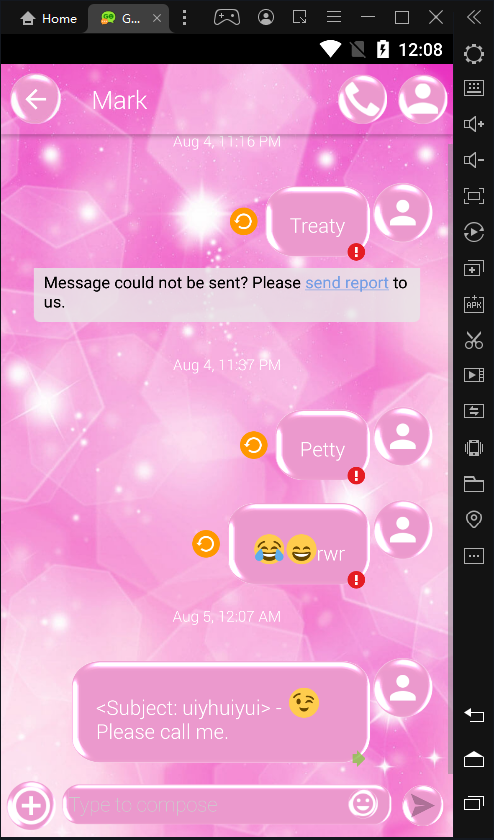 Home
G...
12:08
Mark
Aug 4, 11:16 PM
Treaty
Message could not be sent? Please send report to
us.
Aug 4, 11:37 PM
Petty
😂😄rwr
Aug 5, 12:07 AM
<Subject: uiyhuiyui> - 😉
Please call me.
Type to compose
APK